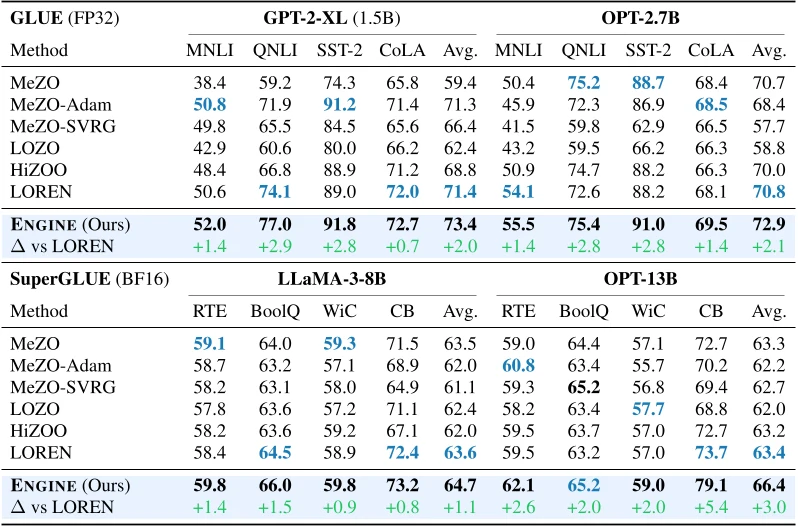 GLUE (FP32) GPT-2-XL (1.5B) OPT-2.7B
Method MNLI QNLI SST-2 CoLA Avg. MNLI QNLI SST-2 CoLA Avg.
MeZO 38.4 59.2 74.3 65.8 59.4 50.4 75.2 88.7 68.4 70.7
MeZO-Adam 50.8 71.9 91.2 71.4 71.3 45.9 72.3 86.9 68.5 68.4
MeZO-SVRG 49.8 65.5 84.5 65.6 66.4 41.5 59.8 62.9 66.5 57.7
LOZO 42.9 60.6 80.0 66.2 62.4 43.2 59.5 66.2 66.3 58.8
HiZOO 48.4 66.8 88.9 71.2 68.8 50.9 74.7 88.2 66.3 70.0
LOREN 50.6 74.1 89.0 72.0 71.4 54.1 72.6 88.2 68.1 70.8
ENGINE (Ours) 52.0 77.0 91.8 72.7 73.4 55.5 75.4 91.0 69.5 72.9
Δ vs LOREN +1.4 +2.9 +2.8 +0.7 +2.0 +1.4 +2.8 +2.8 +1.4 +2.1
SuperGLUE (BF16) LLaMA-3-8B OPT-13B
Method RTE BoolQ WiC CB Avg. RTE BoolQ WiC CB Avg.
MeZO 59.1 64.0 59.3 71.5 63.5 59.0 64.4 57.1 72.7 63.3
MeZO-Adam 58.7 63.2 57.1 68.9 62.0 60.8 63.4 55.7 70.2 62.2
MeZO-SVRG 58.2 63.1 58.0 64.9 61.1 59.3 65.2 56.8 69.4 62.7
LOZO 57.8 63.6 57.2 71.1 62.4 58.2 63.4 57.7 68.8 62.0
HiZOO 58.2 63.6 59.2 67.1 62.0 59.5 63.7 57.0 72.7 63.2
LOREN 58.4 64.5 58.9 72.4 63.6 59.5 63.2 57.0 73.7 63.4
ENGINE (Ours) 59.8 66.0 59.8 73.2 64.7 62.1 65.2 59.0 79.1 66.4
Δ vs LOREN +1.4 +1.5 +0.9 +0.8 +1.1 +2.6 +2.0 +2.0 +5.4 +3.0